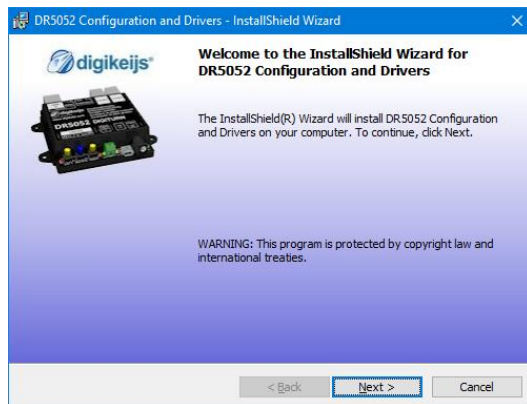 DR5052 Configuration and Drivers - InstallShield Wizard
digikeijs®
Welcome to the InstallShield Wizard for
DR5052 Configuration and Drivers
The InstallShield(R) Wizard will install DR5052 Configuration
and Drivers on your computer. To continue, click Next.
DR5052 DIGITURN
WARNING: This program is protected by copyright law and
international treaties.
< Back
Next >
Cancel